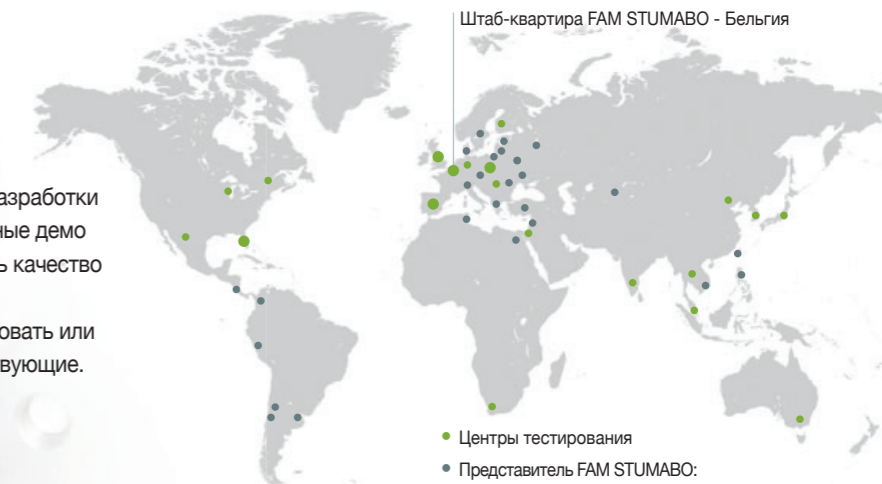 Штаб-квартира FAM STUMABO - Бельгия
азработки
ные демо
ь качество
овать или
вующие.
Центры тестирования
Представитель FAM STUMABO: